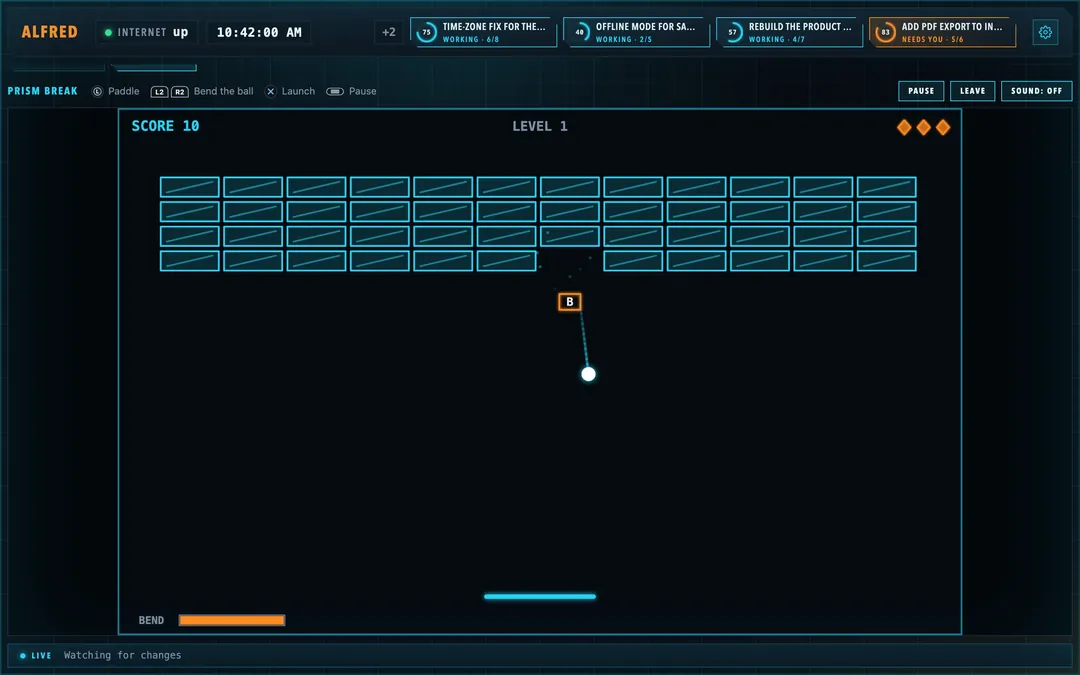 ALFRED
INTERNET up
10:42:00 AM
+2
75
TIME-ZONE FIX FOR THE...
WORKING · 6/8
40
OFFLINE MODE FOR SA...
WORKING · 2/5
57
REBUILD THE PRODUCT ...
WORKING · 4/7
83
ADD PDF EXPORT TO IN...
NEEDS YOU · 5/6
PRISM BREAK
L Paddle
L2 R2 Bend the ball
✕ Launch
Pause
PAUSE
LEAVE
SOUND: OFF
SCORE 10
LEVEL 1
B
BEND
LIVE Watching for changes